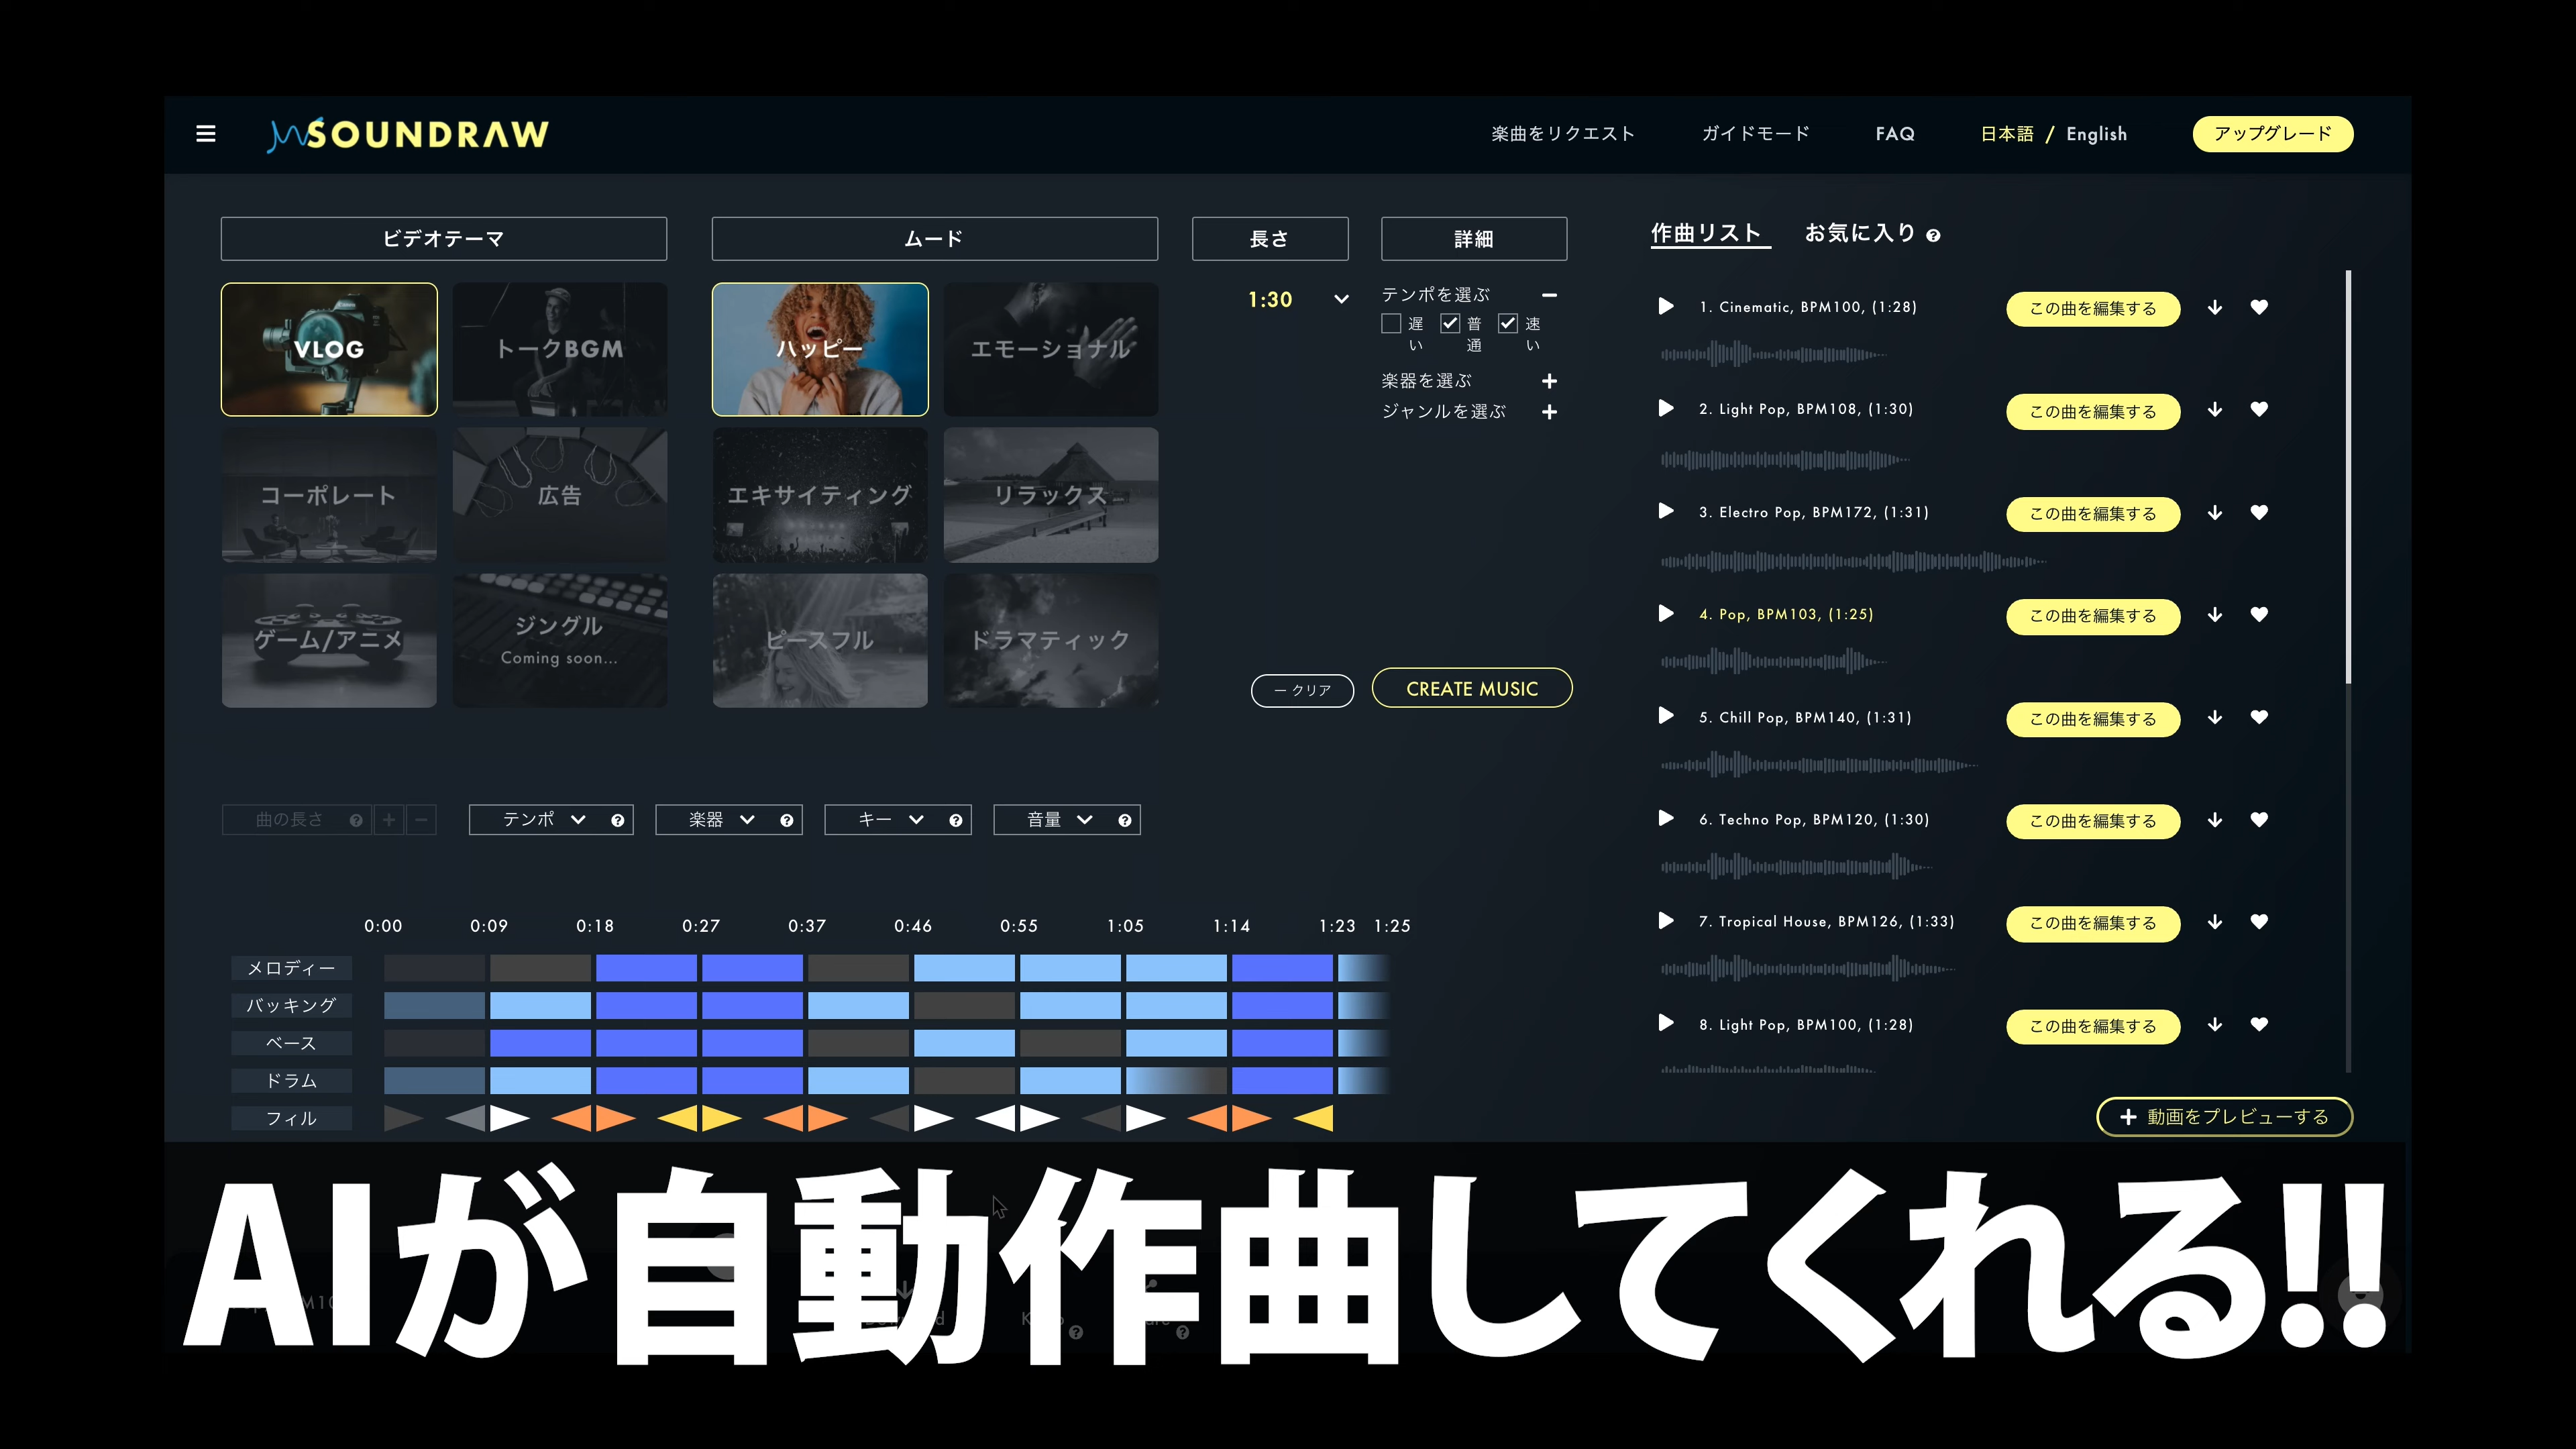 SOUNDRAW
楽曲をリクエスト ガイドモード FAQ 日本語 / English アップグレード
ビデオテーマ
VLOG トークBGM
コーポレート 広告
ゲーム/アニメ ジングル
Coming soon...
ムード
ハッピー エモーショナル
エキサイティング リラックス
ピースフル ドラマティック
長さ
1:30
詳細
テンポを選ぶ
遅い 普通 速い
楽器を選ぶ
ジャンルを選ぶ
ー クリア CREATE MUSIC
作曲リスト お気に入り
1. Cinematic, BPM100, (1:28) この曲を編集する
2. Light Pop, BPM108, (1:30) この曲を編集する
3. Electro Pop, BPM172, (1:31) この曲を編集する
4. Pop, BPM103, (1:25) この曲を編集する
5. Chill Pop, BPM140, (1:31) この曲を編集する
6. Techno Pop, BPM120, (1:30) この曲を編集する
7. Tropical House, BPM126, (1:33) この曲を編集する
8. Light Pop, BPM100, (1:28) この曲を編集する
曲の長さ テンポ 楽器 キー 音量
0:00 0:09 0:18 0:27 0:37 0:46 0:55 1:05 1:14 1:23 1:25
メロディー
バッキング
ベース
ドラム
フィル
+ 動画をプレビューする
AIが自動作曲してくれる!!